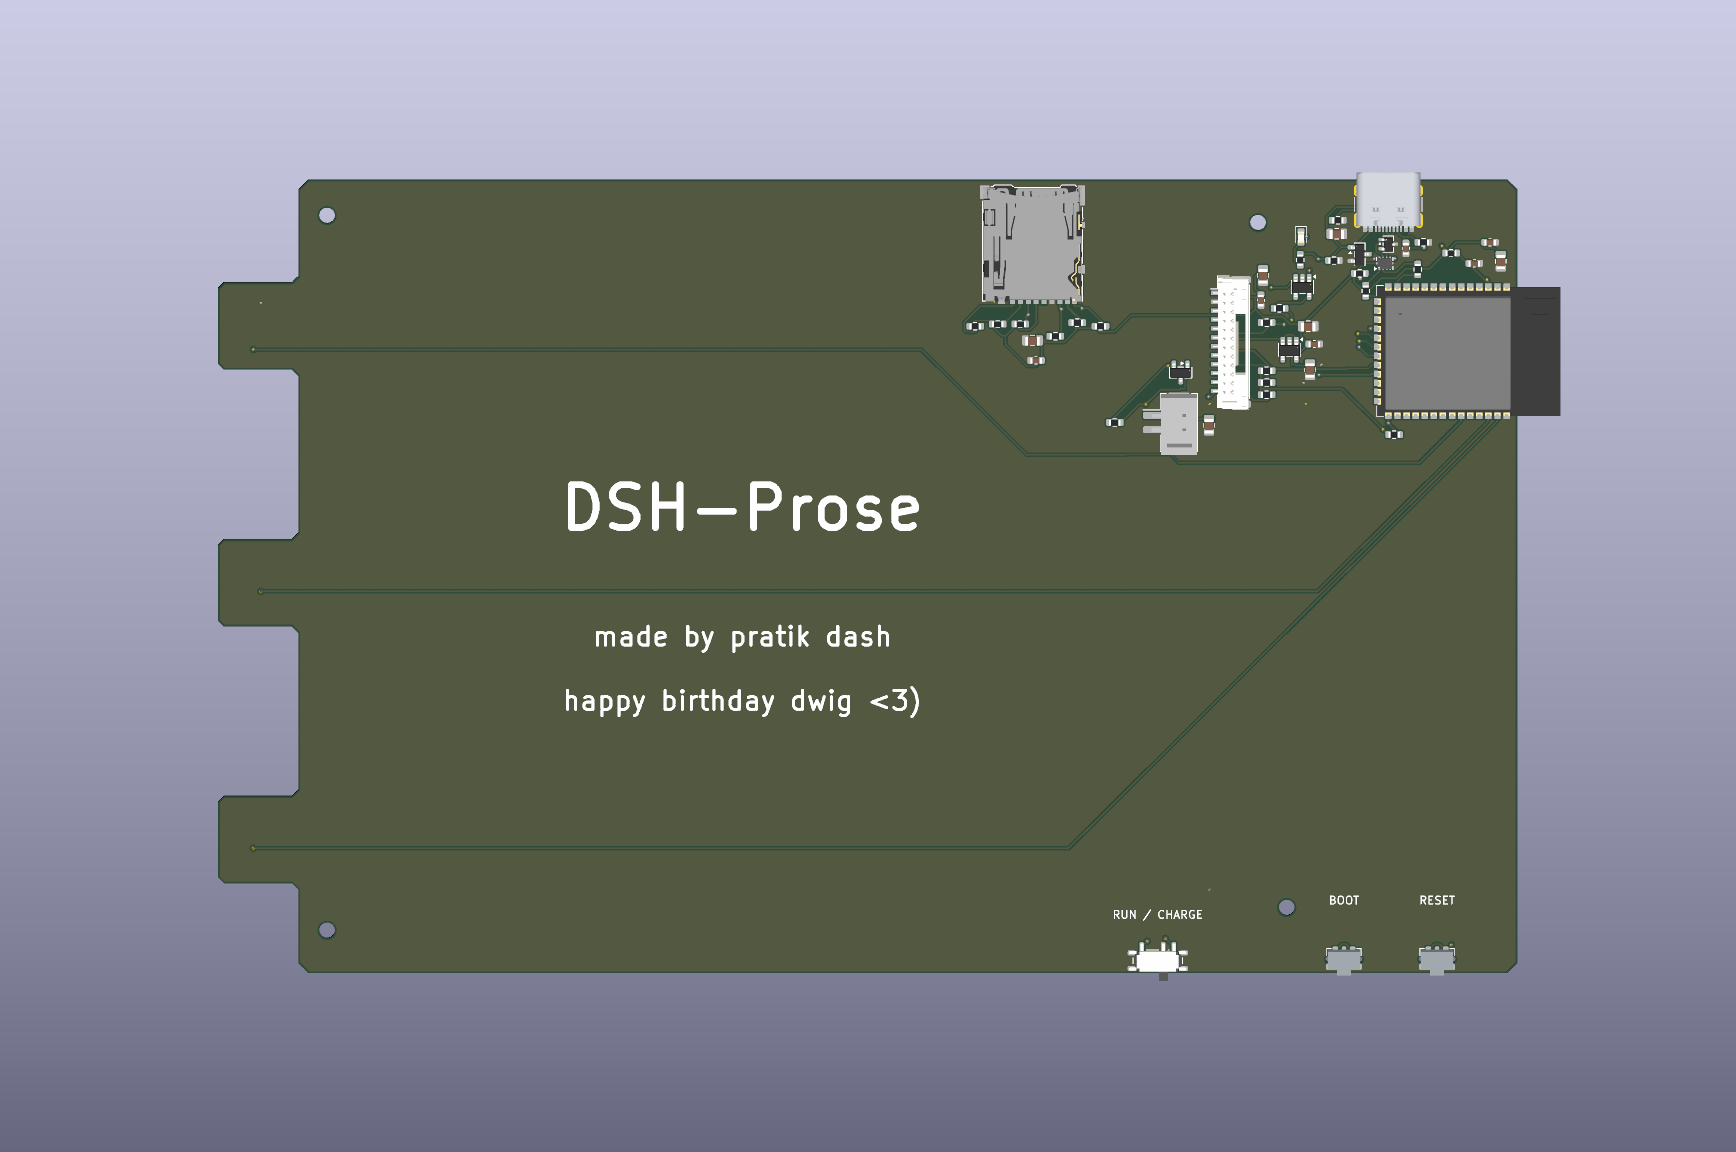 DSH-Prose
made by pratik dash
happy birthday dwig <3)
RUN / CHARGE
BOOT
RESET